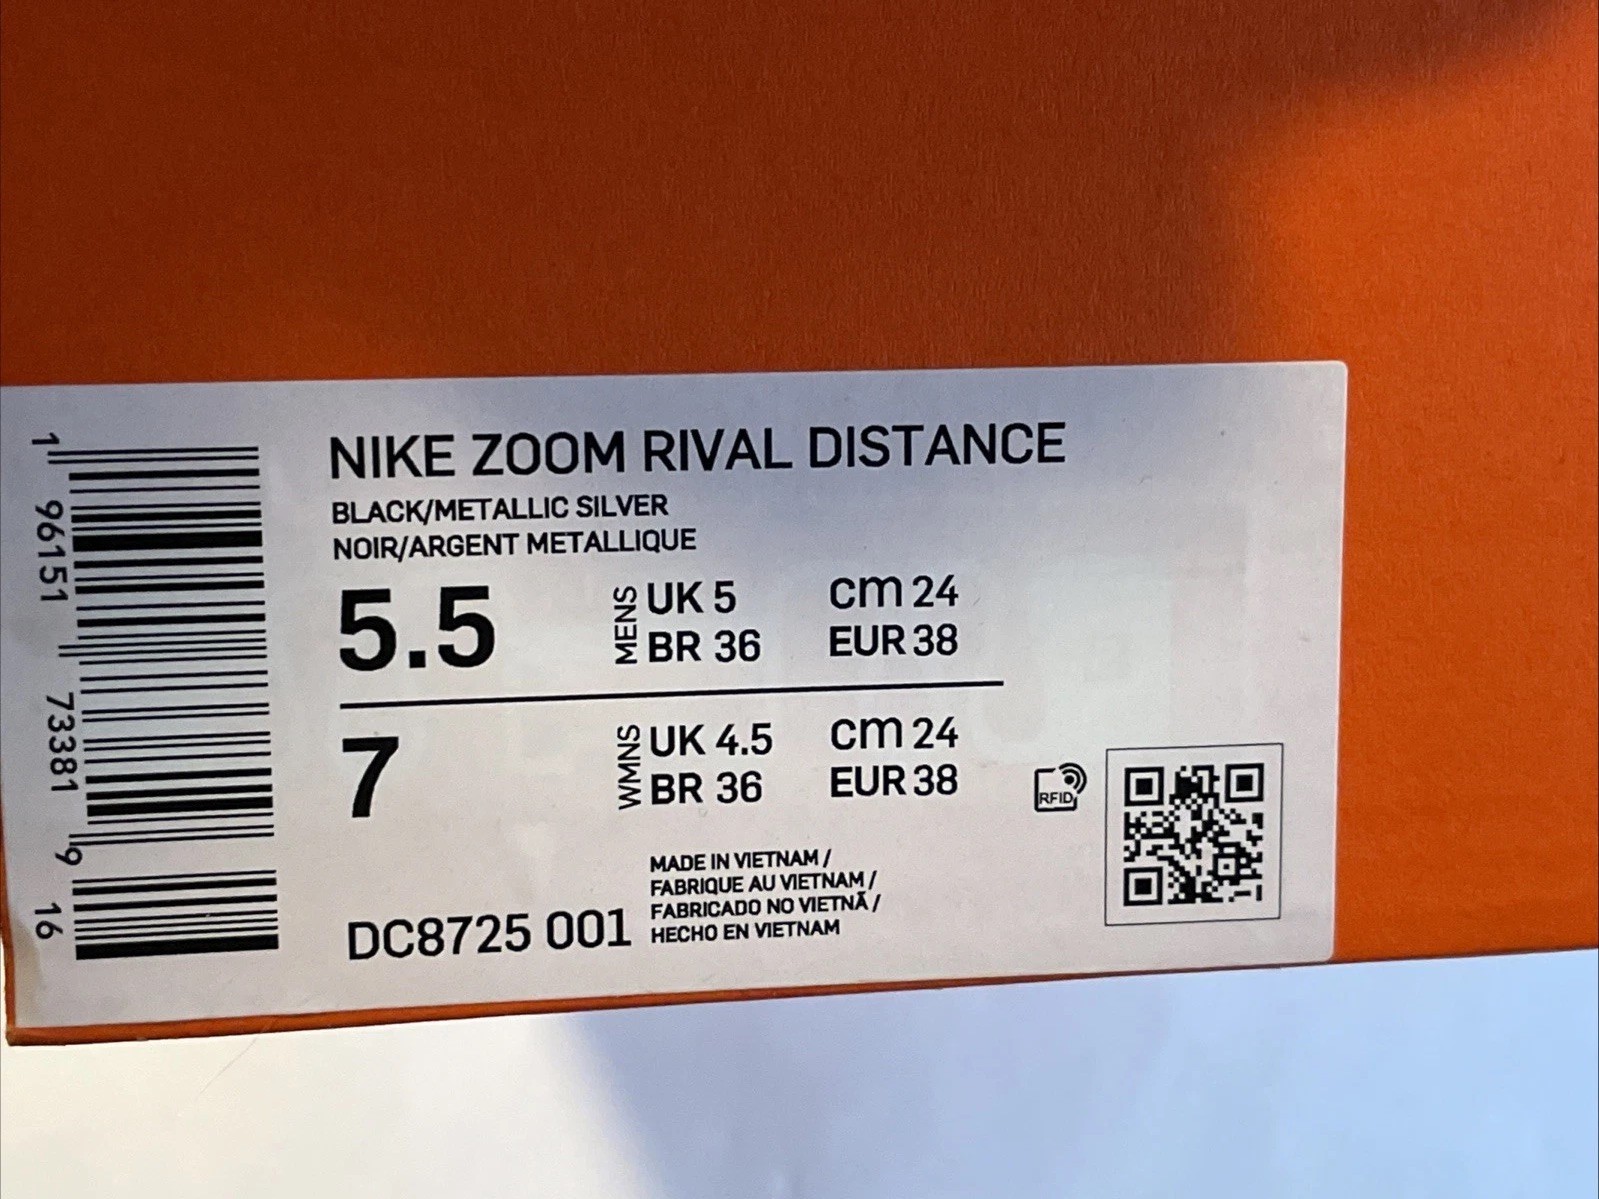 NIKE ZOOM RIVAL DISTANCE
BLACK/METALLIC SILVER
NOIR/ARGENT METALLIQUE
5.5
MENS
UK 5
cm 24
BR 36
EUR 38
7
WMNS
UK 4.5
cm 24
BR 36
EUR 38
RFID
MADE IN VIETNAM /
FABRIQUE AU VIETNAM /
FABRICADO NO VIETNÃ /
HECHO EN VIETNAM
DC8725 001
1 96151 73381 9 16